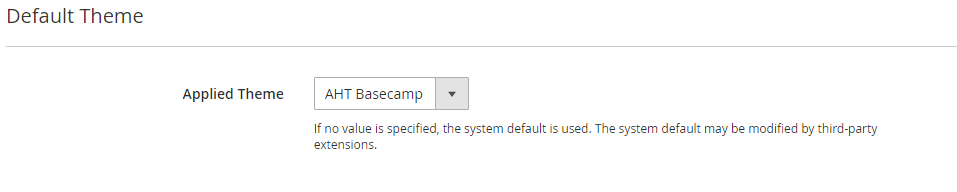 Default Theme
Applied Theme AHT Basecamp
If no value is specified, the system default is used. The system default may be modified by third-party
extensions.